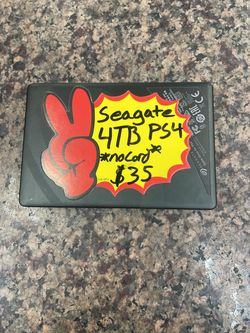 Seagate
4TB PS4
*no cord*
$35